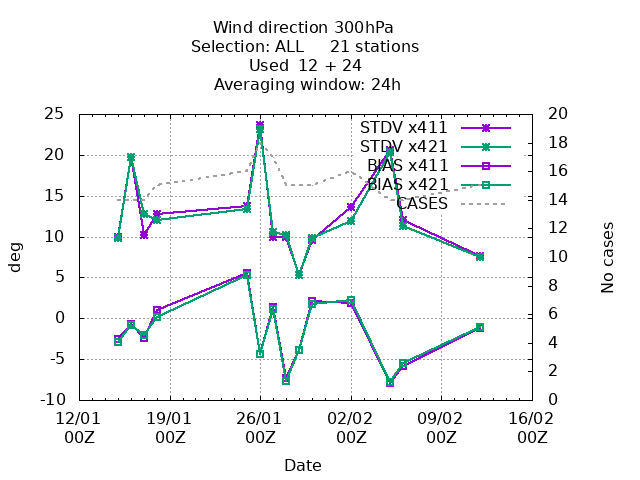 Wind direction 300hPa
Selection: ALL 21 stations
Used 12 + 24
Averaging window: 24h
25
20
15
10
5
0
-5
-10
deg
20
18
16
14
12
10
8
6
4
2
0
No cases
STDV x411
STDV x421
BIAS x411
BIAS x421
CASES
12/01 19/01 26/01 02/02 09/02 16/02
00Z 00Z 00Z 00Z 00Z 00Z
Date